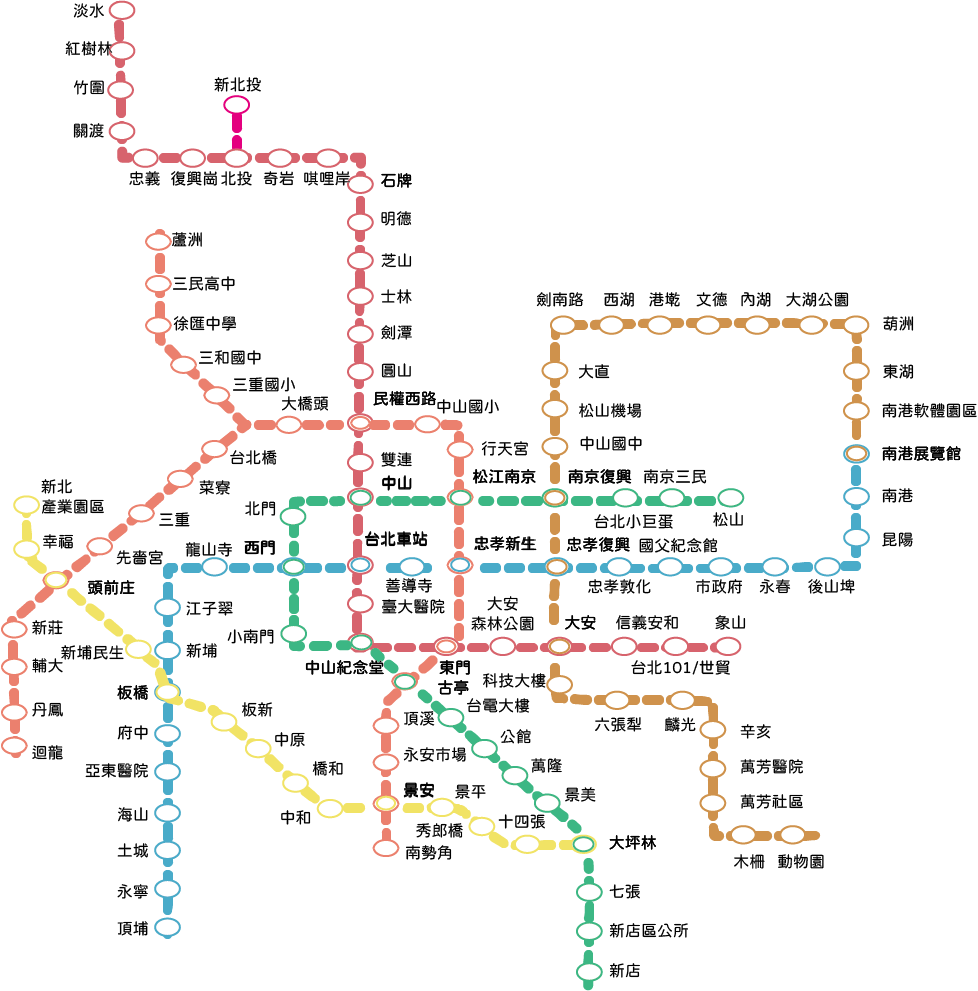 淡水
紅樹林
竹圍
關渡
新北投
忠義
復興崗
北投
奇岩
唭哩岸
石牌
明德
芝山
士林
劍潭
圓山
民權西路
雙連
中山
台北車站
臺大醫院
中山紀念堂
蘆洲
三民高中
徐匯中學
三和國中
三重國小
大橋頭
台北橋
菜寮
三重
先嗇宮
頭前庄
新莊
輔大
丹鳳
迴龍
中山國小
行天宮
松江南京
忠孝新生
大安
森林公園
東門
古亭
頂溪
永安市場
景安
南勢角
劍南路
西湖
港墘
文德
內湖
大湖公園
葫洲
大直
松山機場
中山國中
南京復興
忠孝復興
大安
科技大樓
六張犁
麟光
辛亥
萬芳醫院
萬芳社區
木柵
動物園
東湖
南港軟體園區
南港展覽館
南港
昆陽
南京三民
台北小巨蛋
松山
國父紀念館
忠孝敦化
市政府
永春
後山埤
信義安和
象山
台北101/世貿
北門
西門
龍山寺
善導寺
小南門
江子翠
新埔
新北
產業園區
幸福
新埔民生
板橋
府中
亞東醫院
海山
土城
永寧
頂埔
板新
中原
橋和
中和
景平
秀郎橋
十四張
台電大樓
公館
萬隆
景美
大坪林
七張
新店區公所
新店